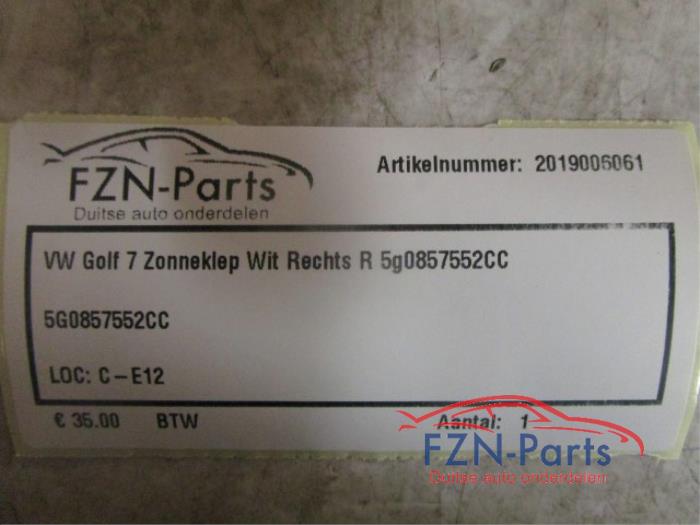 FZN-Parts
Duitse auto onderdelen
Artikelnummer: 2019006061
VW Golf 7 Zonneklep Wit Rechts R 5g0857552CC
5G0857552CC
LOC: C-E12
€ 35.00 BTW Aantal: 1
FZN-Parts
Duitse auto onderdelen